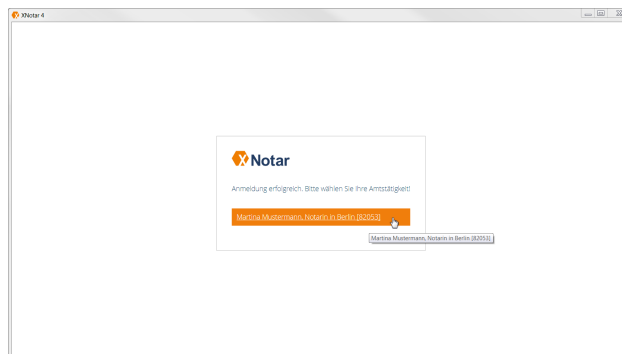 XNotar 4
XNotar
Anmeldung erfolgreich. Bitte wählen Sie Ihre Amtstätigkeit!
Martina Mustermann, Notarin in Berlin [82053]
Martina Mustermann, Notarin in Berlin [82053]